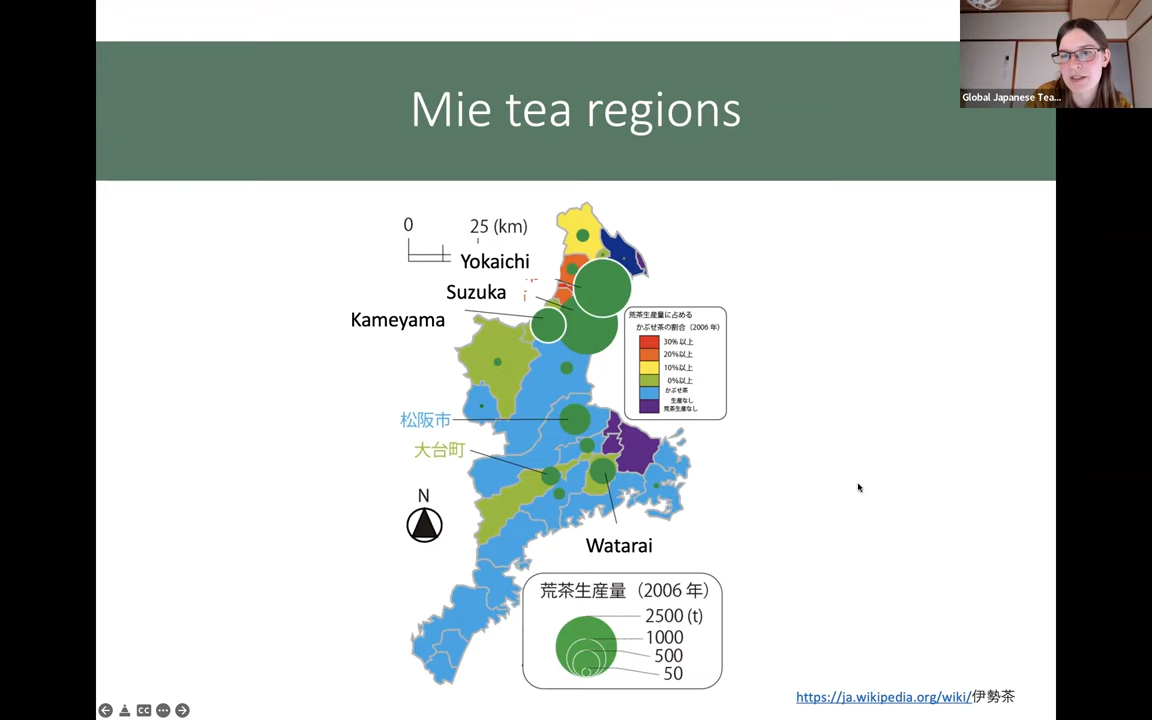 Global Japanese Tea...
Mie tea regions
0 25 (km)
Yokaichi
Suzuka
Kameyama
荒茶生産量に占める
かぶせ茶の割合（2006年）
30%以上
20%以上
10%以上
0%以上
かぶせ茶
生産なし
荒茶生産なし
松阪市
大台町
N
Watarai
荒茶生産量（2006年）
2500 (t)
1000
500
50
https://ja.wikipedia.org/wiki/伊勢茶
CC